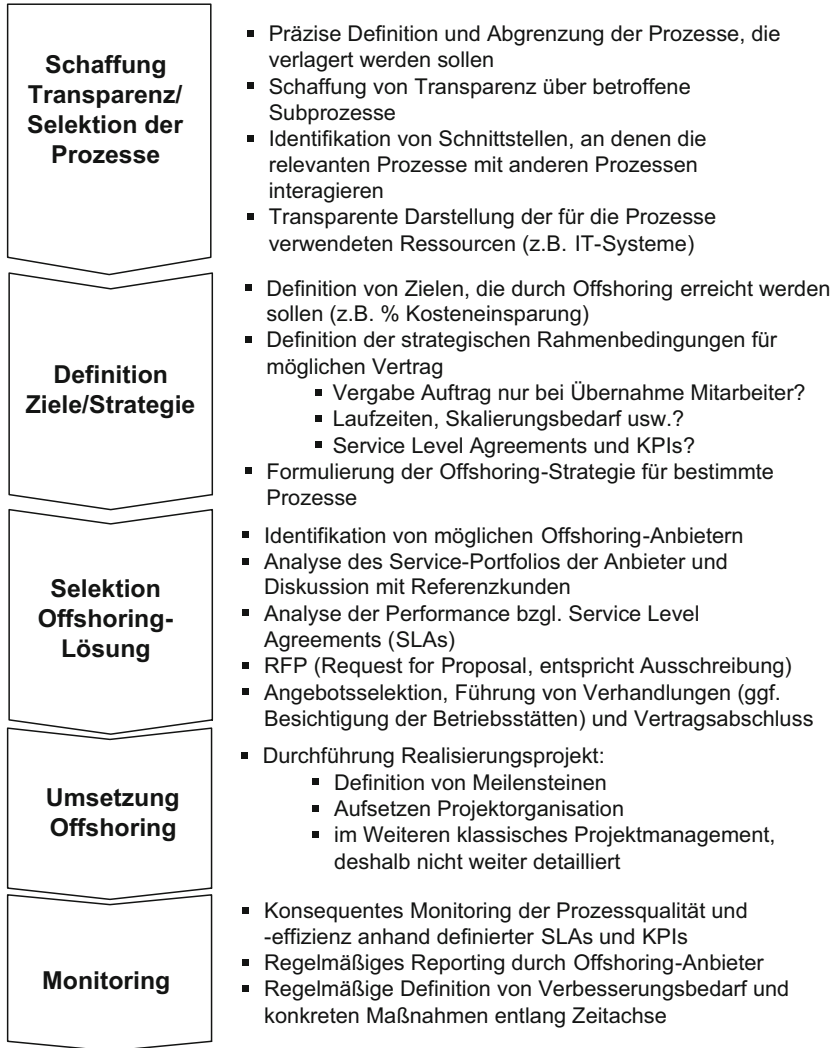 Schaffung
Transparenz/
Selektion der
Prozesse
▪ Präzise Definition und Abgrenzung der Prozesse, die
verlagert werden sollen
▪ Schaffung von Transparenz über betroffene
Subprozesse
▪ Identifikation von Schnittstellen, an denen die
relevanten Prozesse mit anderen Prozessen
interagieren
▪ Transparente Darstellung der für die Prozesse
verwendeten Ressourcen (z.B. IT-Systeme)
Definition
Ziele/Strategie
▪ Definition von Zielen, die durch Offshoring erreicht werden
sollen (z.B. % Kosteneinsparung)
▪ Definition der strategischen Rahmenbedingungen für
möglichen Vertrag
▪ Vergabe Auftrag nur bei Übernahme Mitarbeiter?
▪ Laufzeiten, Skalierungsbedarf usw.?
▪ Service Level Agreements und KPIs?
▪ Formulierung der Offshoring-Strategie für bestimmte
Prozesse
Selektion
Offshoring-
Lösung
▪ Identifikation von möglichen Offshoring-Anbietern
▪ Analyse des Service-Portfolios der Anbieter und
Diskussion mit Referenzkunden
▪ Analyse der Performance bzgl. Service Level
Agreements (SLAs)
▪ RFP (Request for Proposal, entspricht Ausschreibung)
▪ Angebotsselektion, Führung von Verhandlungen (ggf.
Besichtigung der Betriebsstätten) und Vertragsabschluss
Umsetzung
Offshoring
▪ Durchführung Realisierungsprojekt:
▪ Definition von Meilensteinen
▪ Aufsetzen Projektorganisation
▪ im Weiteren klassisches Projektmanagement,
deshalb nicht weiter detailliert
Monitoring
▪ Konsequentes Monitoring der Prozessqualität und
-effizienz anhand definierter SLAs und KPIs
▪ Regelmäßiges Reporting durch Offshoring-Anbieter
▪ Regelmäßige Definition von Verbesserungsbedarf und
konkreten Maßnahmen entlang Zeitachse